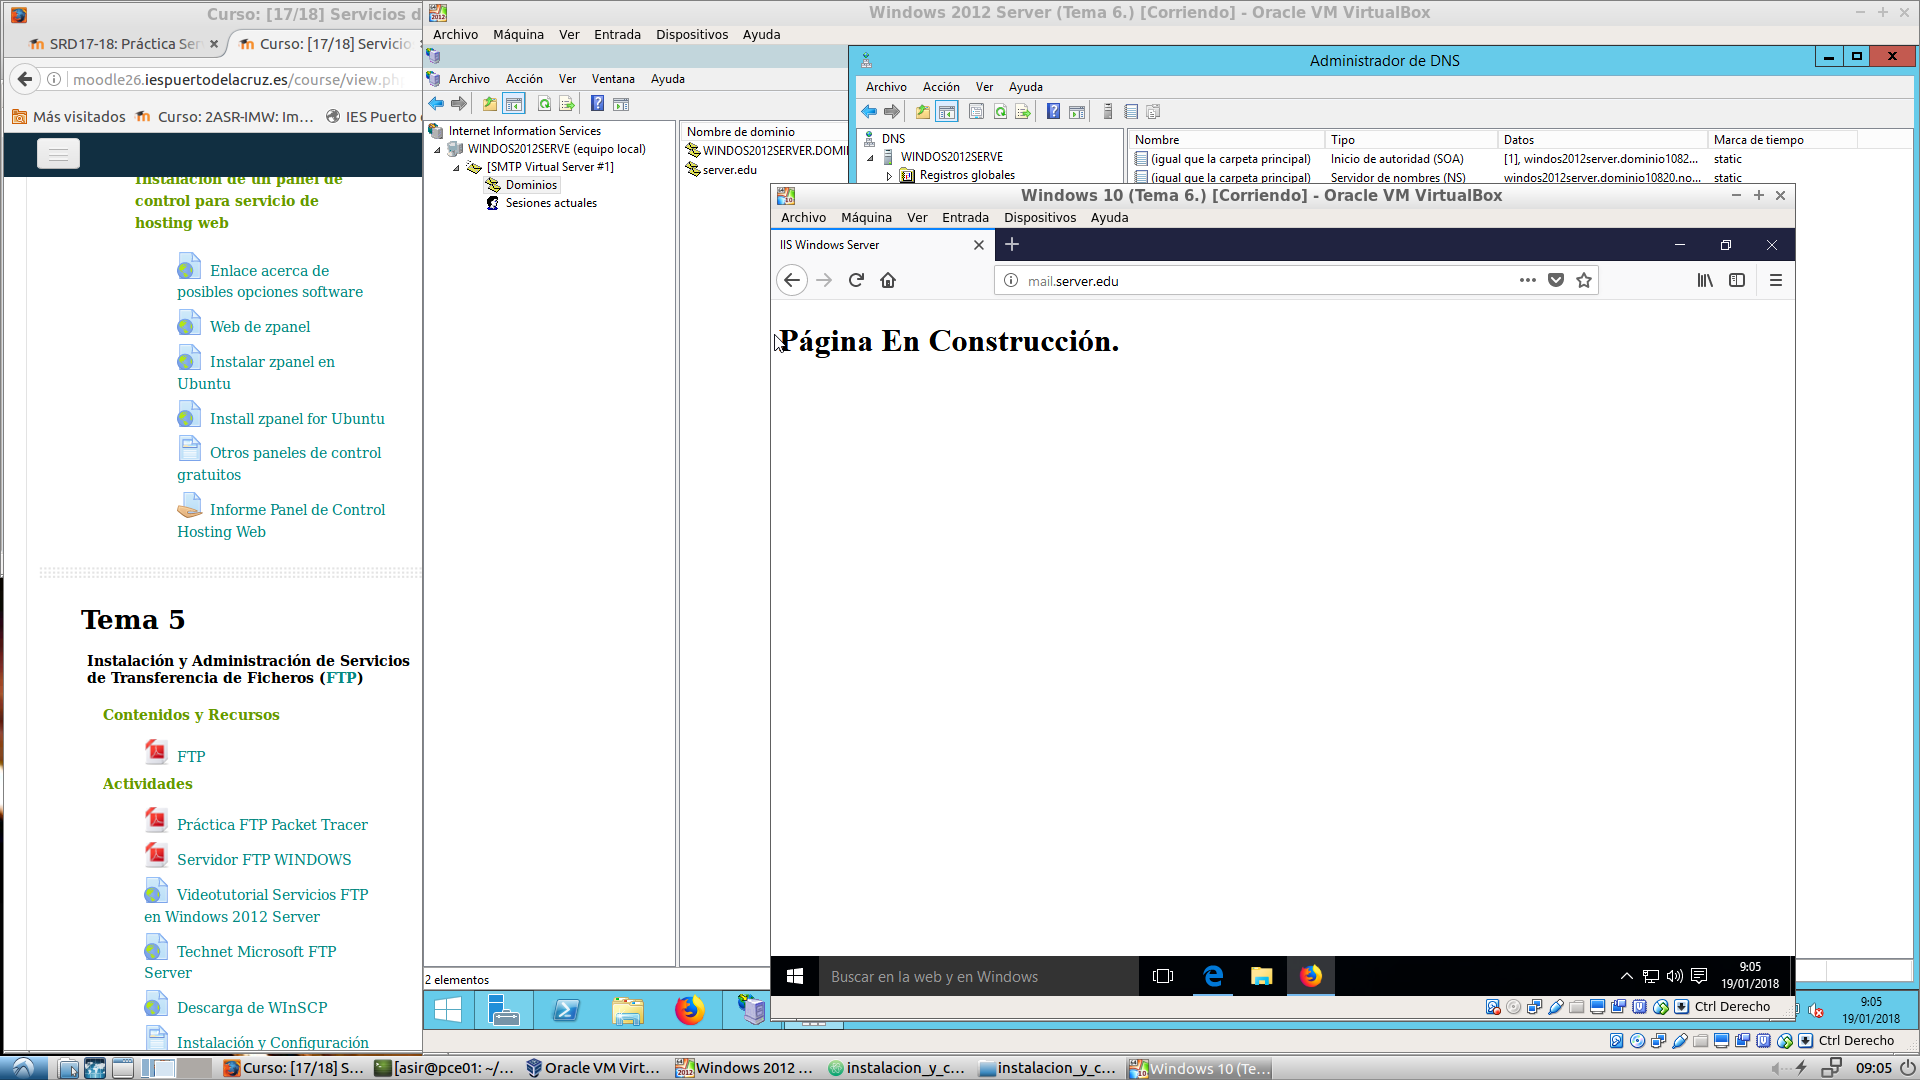 Curso: [17/18] Servicios d
SRD17-18: Práctica Ser
Curso: [17/18] Servicio
moodle26.iespuertodelacruz.es/course/view.ph
Más visitados
Curso: 2ASR-IMW: Im...
IES Puerto
Instalación de un panel de
control para servicio de
hosting web
Enlace acerca de
posibles opciones software
Web de zpanel
Instalar zpanel en
Ubuntu
Install zpanel for Ubuntu
Otros paneles de control
gratuitos
Informe Panel de Control
Hosting Web
Tema 5
Instalación y Administración de Servicios
de Transferencia de Ficheros (FTP)
Contenidos y Recursos
FTP
Actividades
Práctica FTP Packet Tracer
Servidor FTP WINDOWS
Videotutorial Servicios FTP
en Windows 2012 Server
Technet Microsoft FTP
Server
Descarga de WInSCP
Instalación y Configuración
Windows 2012 Server (Tema 6.) [Corriendo] - Oracle VM VirtualBox
Archivo Máquina Ver Entrada Dispositivos Ayuda
Archivo Acción Ver Ventana Ayuda
Internet Information Services
WINDOS2012SERVE (equipo local)
[SMTP Virtual Server #1]
Dominios
Sesiones actuales
Nombre de dominio
WINDOS2012SERVER.DOMIN
server.edu
2 elementos
Administrador de DNS
Archivo Acción Ver Ayuda
DNS
WINDOS2012SERVE
Registros globales
Nombre Tipo Datos Marca de tiempo
(igual que la carpeta principal) Inicio de autoridad (SOA) [1], windos2012server.dominio1082... static
(igual que la carpeta principal) Servidor de nombres (NS) windos2012server.dominio10820.no... static
Windows 10 (Tema 6.) [Corriendo] - Oracle VM VirtualBox
Archivo Máquina Ver Entrada Dispositivos Ayuda
IIS Windows Server
mail.server.edu
Página En Construcción.
Buscar en la web y en Windows
9:05
19/01/2018
Ctrl Derecho
9:05
19/01/2018
Ctrl Derecho
Curso: [17/18] S...
[asir@pce01: ~/...
Oracle VM Virt...
Windows 2012 ...
instalacion_y_c...
instalacion_y_c...
Windows 10 (Te...
09:05